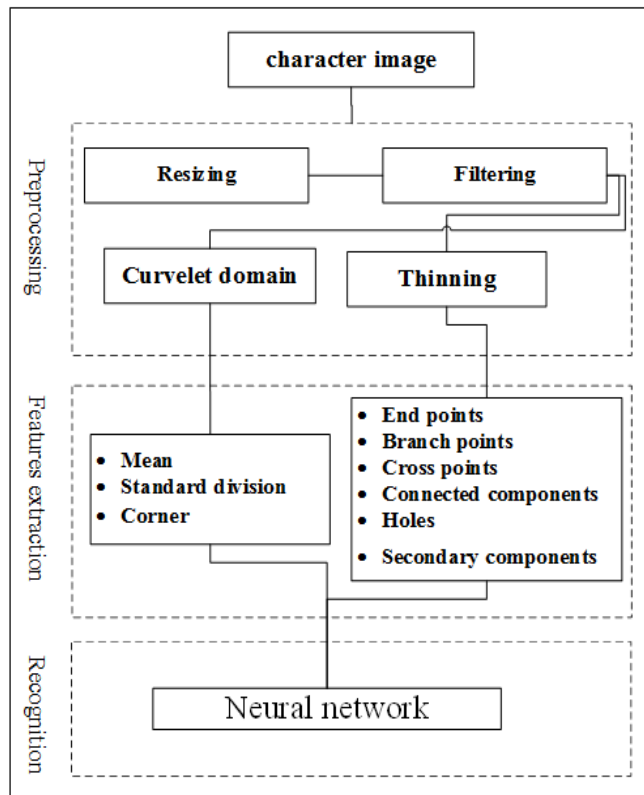 character image
Preprocessing
Resizing
Filtering
Curvelet domain
Thinning
Features extraction
• Mean
• Standard division
• Corner
• End points
• Branch points
• Cross points
• Connected components
• Holes
• Secondary components
Recognition
Neural network